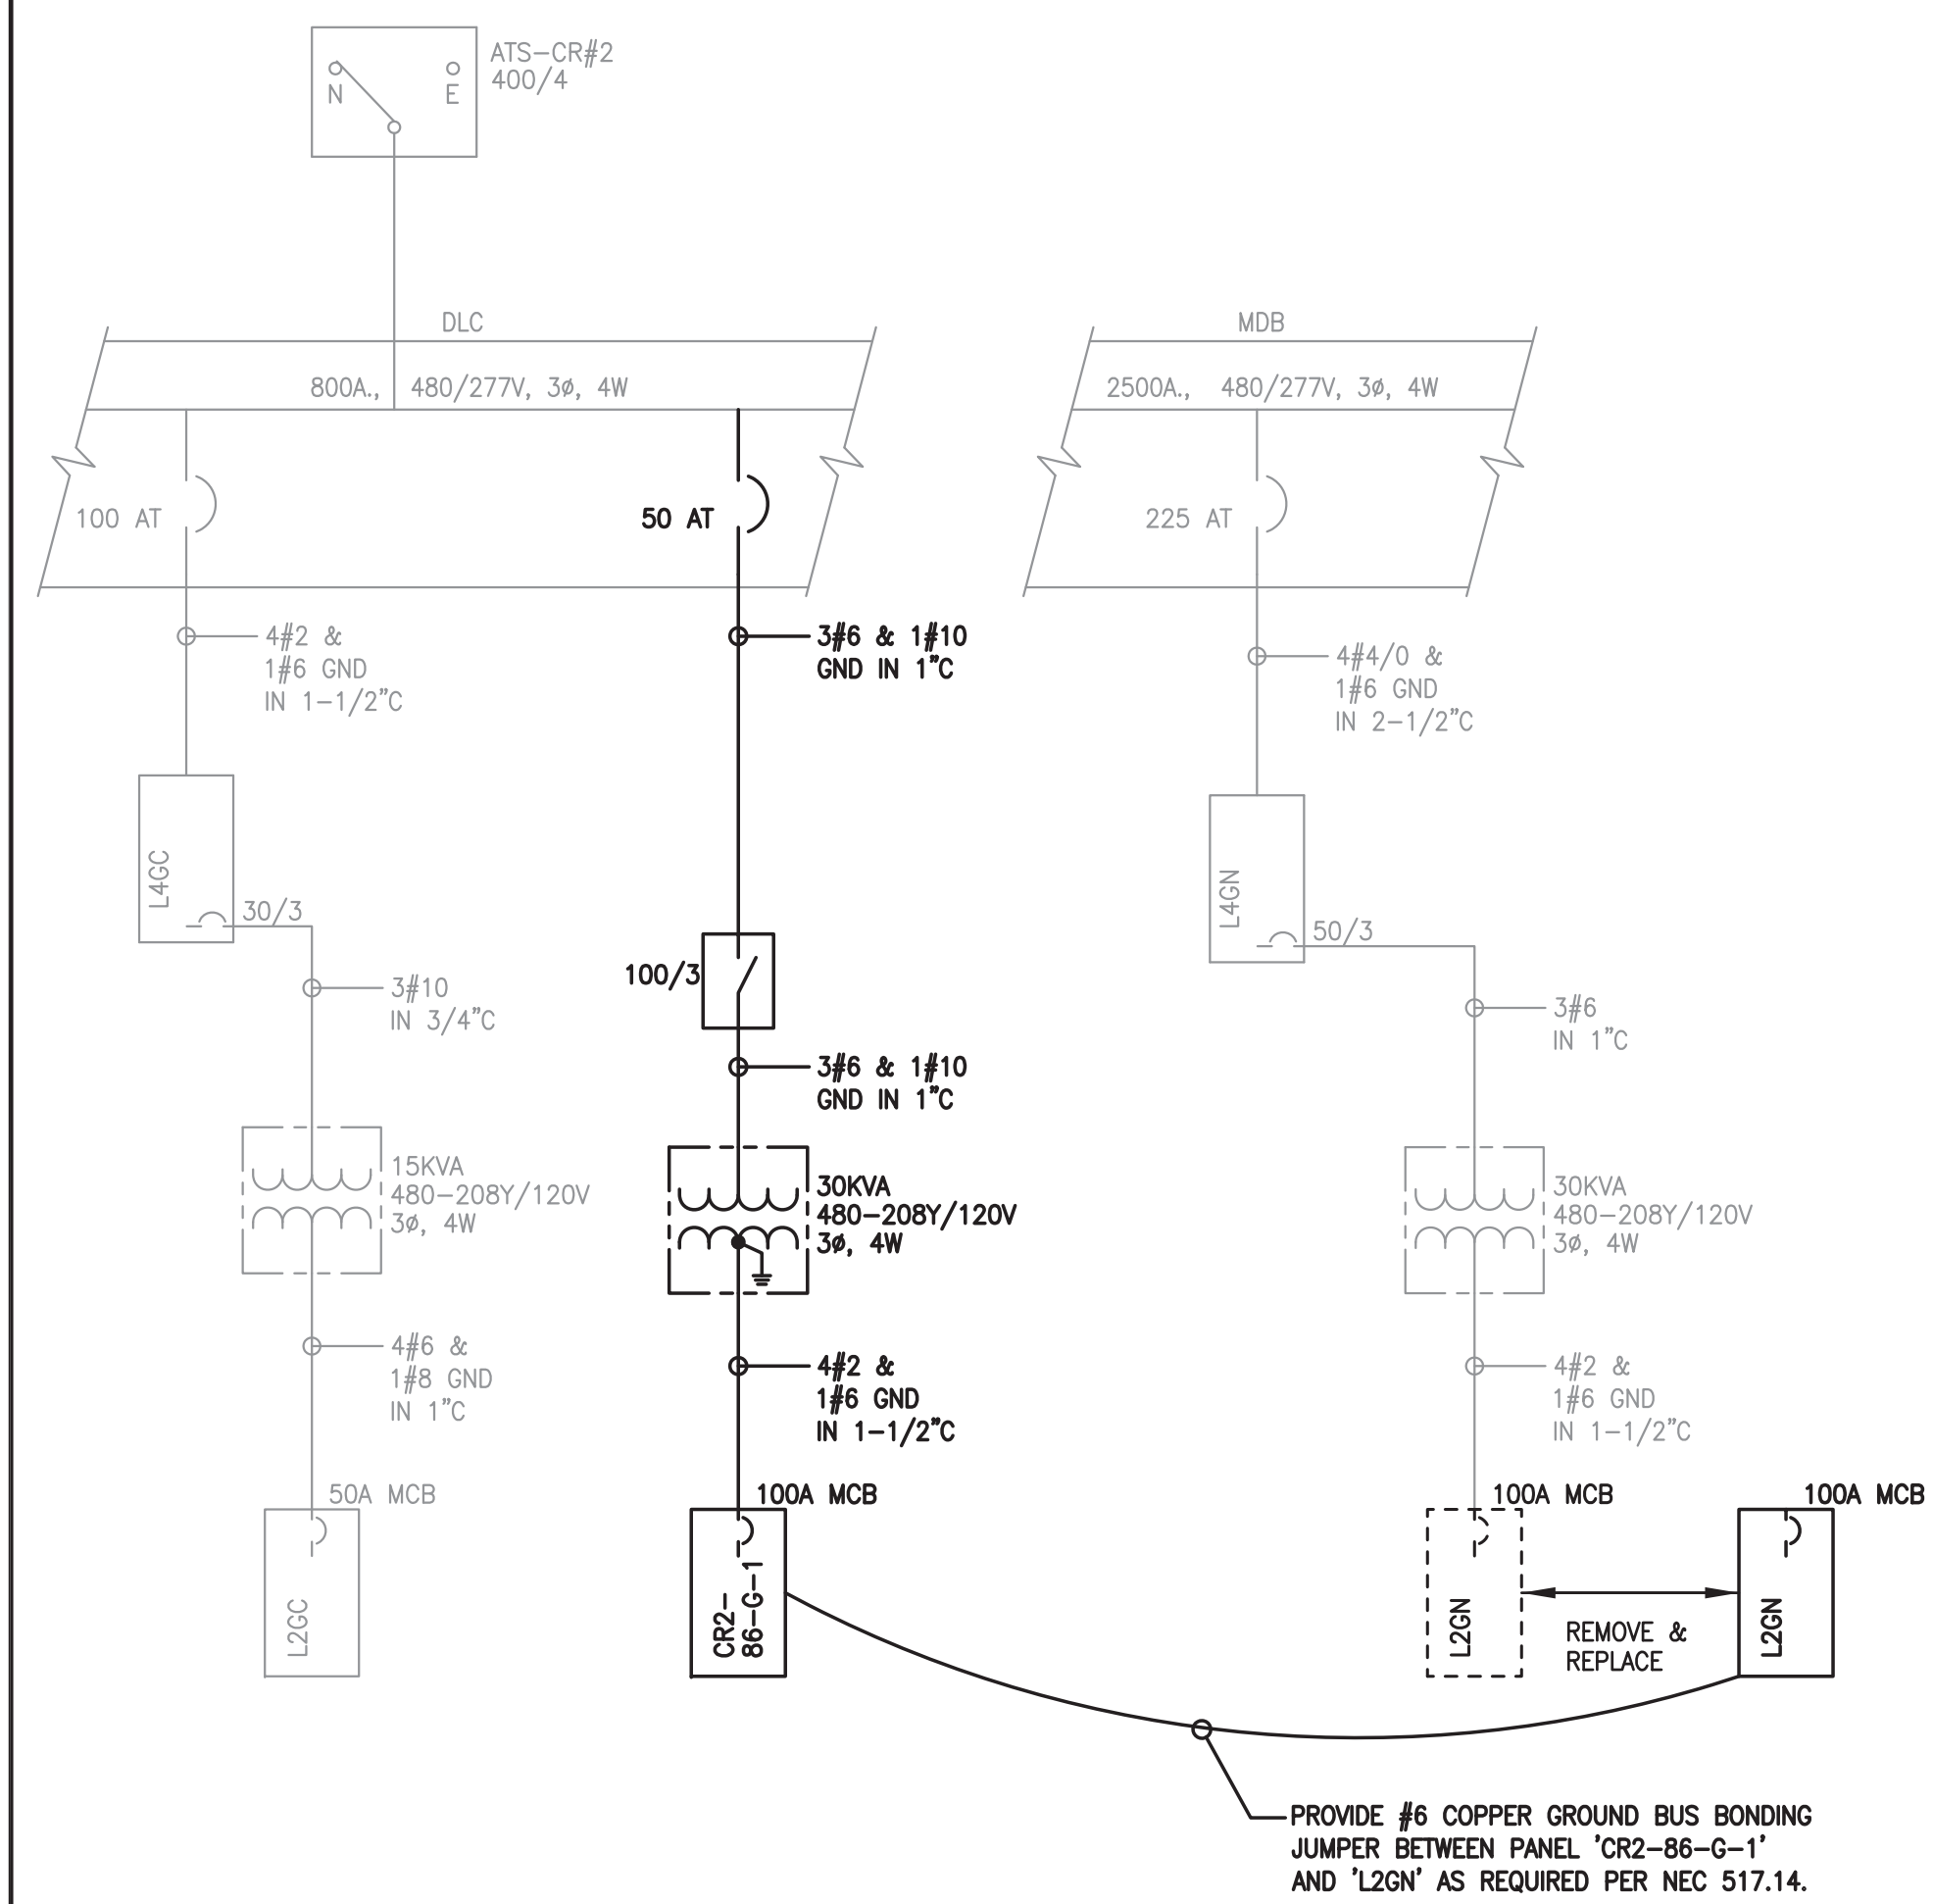 ATS-CR#2
400/4
N
E
DLC
800A.,   480/277V, 3ø, 4W
MDB
2500A.,   480/277V, 3ø, 4W
100 AT
50 AT
225 AT
4#2 &
1#6 GND
IN 1-1/2"C
3#6 & 1#10
GND IN 1"C
4#4/0 &
1#6 GND
IN 2-1/2"C
L4GC
30/3
L4GN
50/3
100/3
3#10
IN 3/4"C
3#6 & 1#10
GND IN 1"C
3#6
IN 1"C
15KVA
480-208Y/120V
3ø, 4W
30KVA
480-208Y/120V
3ø, 4W
30KVA
480-208Y/120V
3ø, 4W
4#6 &
1#8 GND
IN 1"C
4#2 &
1#6 GND
IN 1-1/2"C
4#2 &
1#6 GND
IN 1-1/2"C
50A MCB
100A MCB
100A MCB
100A MCB
L2GC
CR2-
86-G-1
L2GN
REMOVE &
REPLACE
L2GN
PROVIDE #6 COPPER GROUND BUS BONDING
JUMPER BETWEEN PANEL 'CR2-86-G-1'
AND 'L2GN' AS REQUIRED PER NEC 517.14.